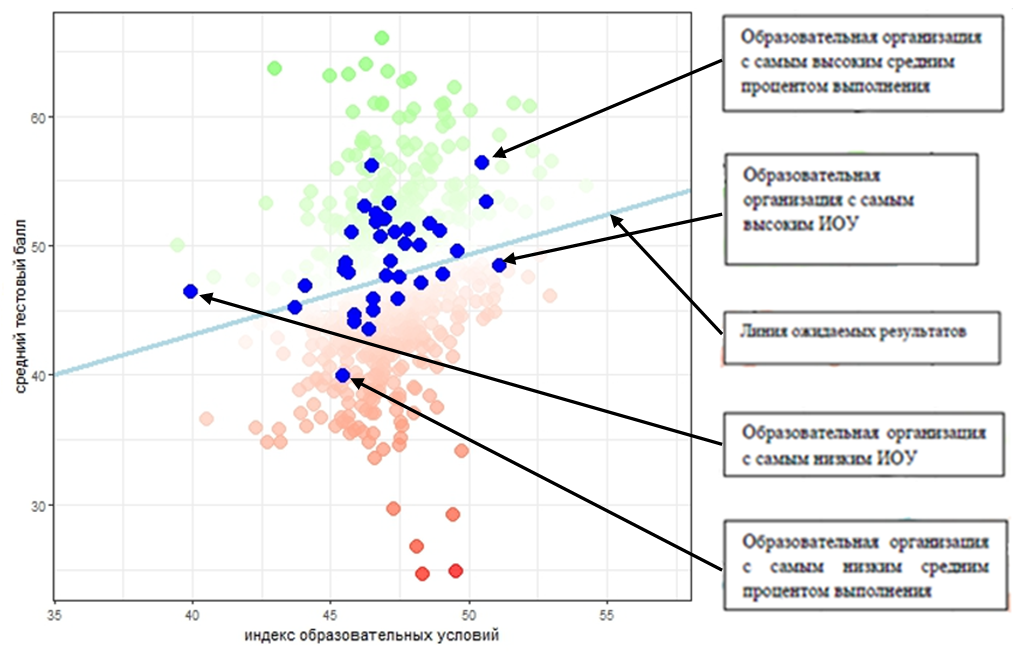 Образовательная организация
с самым высоким средним
процентом выполнения
Образовательная
организация с самым
высоким ИОУ
Линия ожидаемых результатов
Образовательная организация
с самым низким ИОУ
Образовательная организация
с самым низким средним
процентом выполнения
средний тестовый балл
60
50
40
30
35
40
45
50
55
индекс образовательных условий